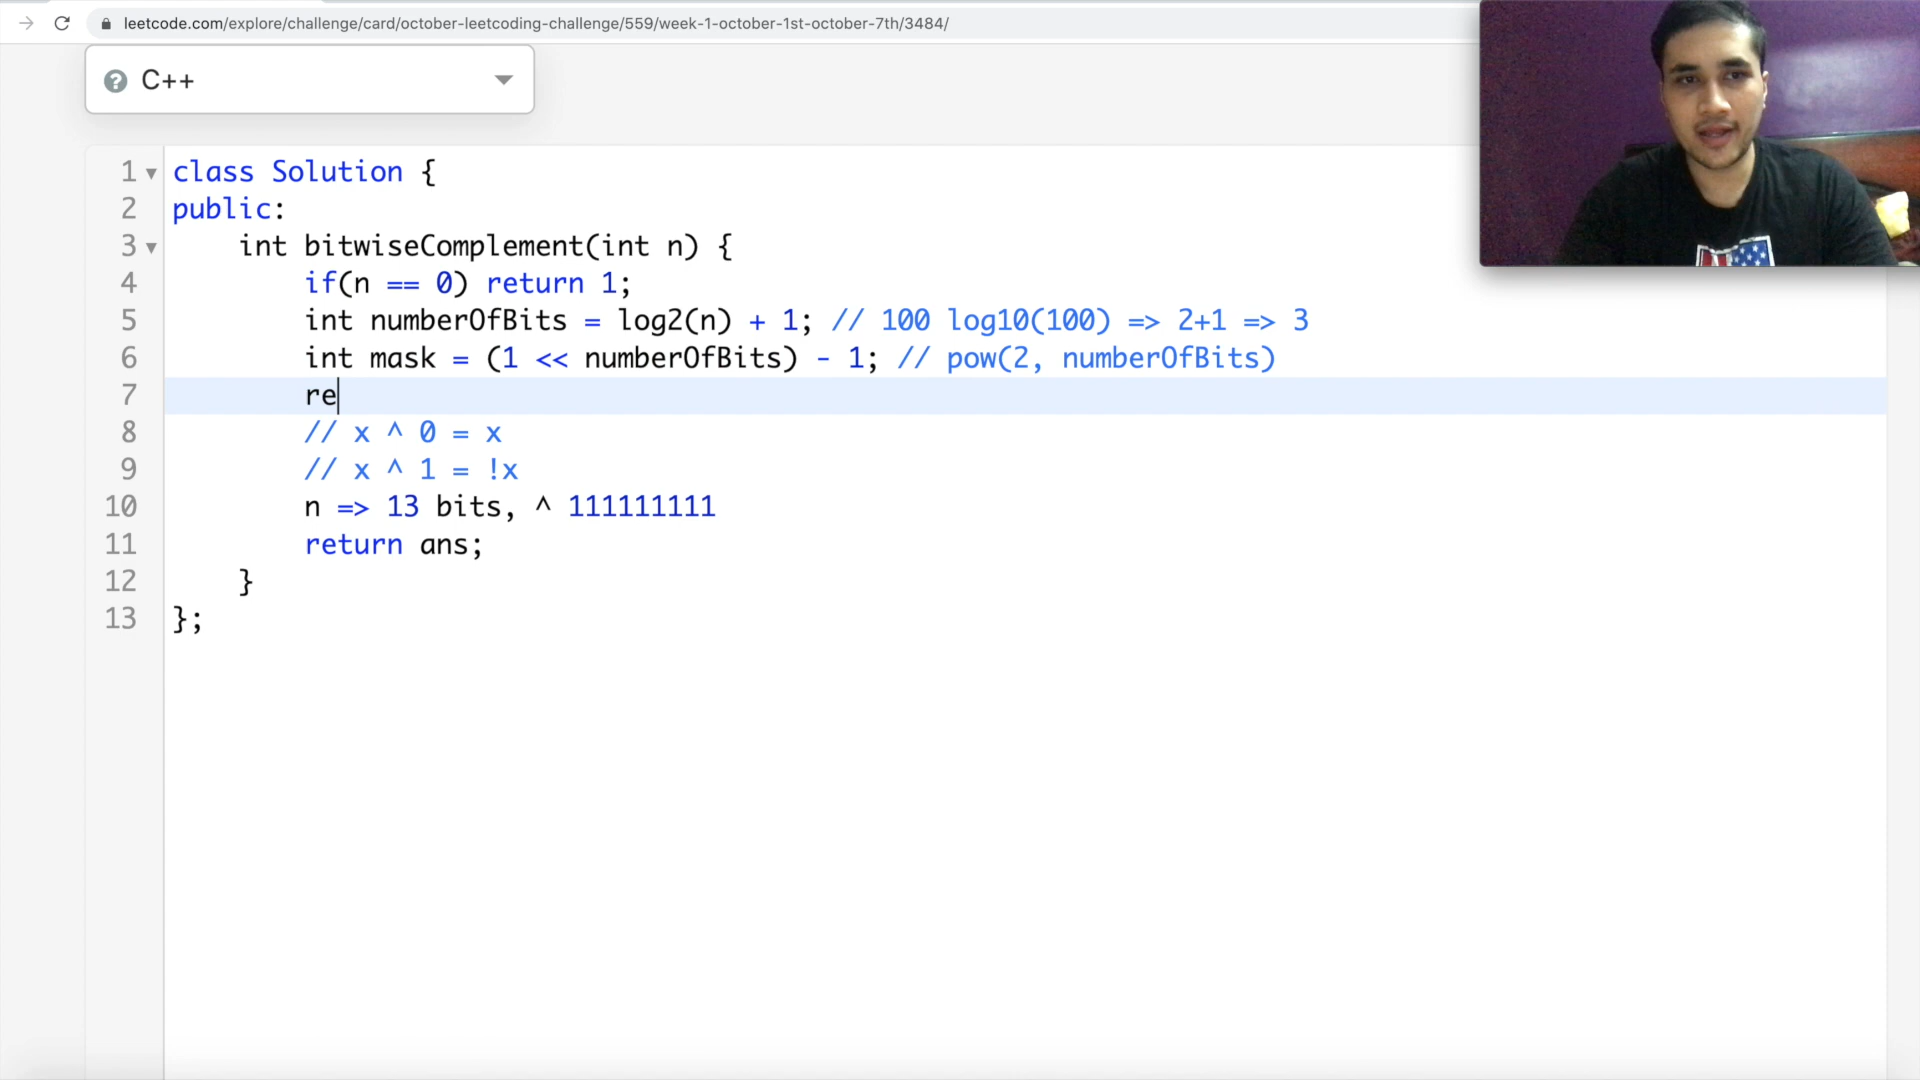 leetcode.com/explore/challenge/card/october-leetcoding-challenge/559/week-1-october-1st-october-7th/3484/
? C++
1 class Solution {
2 public:
3 int bitwiseComplement(int n) {
4 if(n == 0) return 1;
5 int numberOfBits = log2(n) + 1; // 100 log10(100) => 2+1 => 3
6 int mask = (1 << numberOfBits) - 1; // pow(2, numberOfBits)
7 re
8 // x ^ 0 = x
9 // x ^ 1 = !x
10 n => 13 bits, ^ 111111111
11 return ans;
12 }
13 };